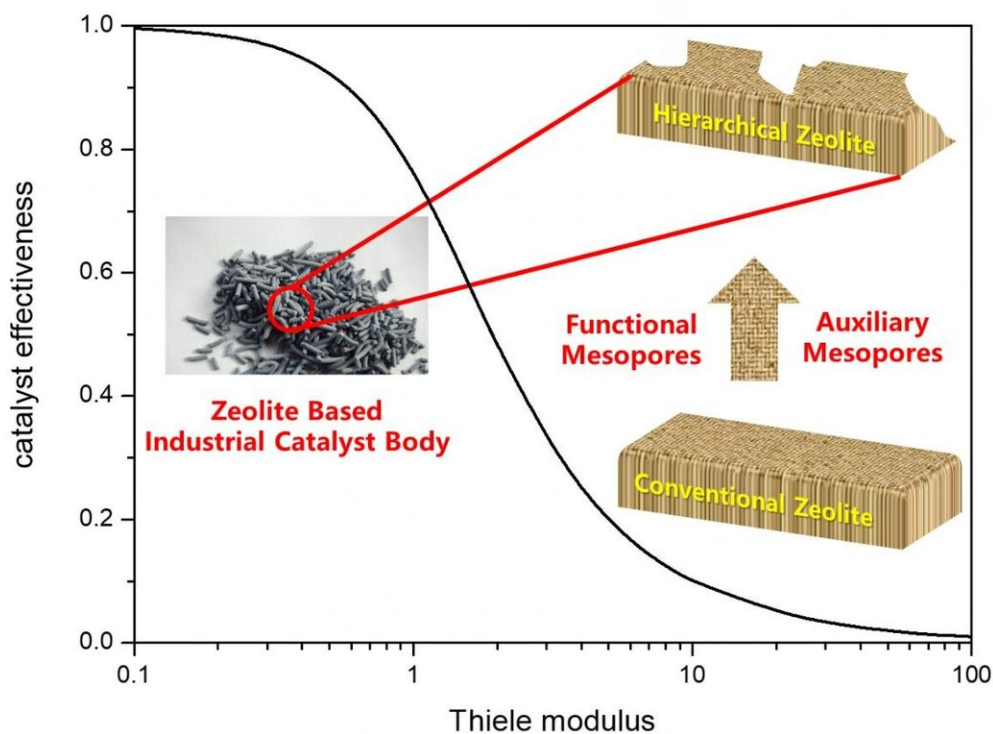 1.0
0.8
0.6
0.4
0.2
0.0
catalyst effectiveness
0.1
1
10
100
Thiele modulus
Hierarchical Zeolite
Functional
Mesopores
Auxiliary
Mesopores
Zeolite Based
Industrial Catalyst Body
Conventional Zeolite